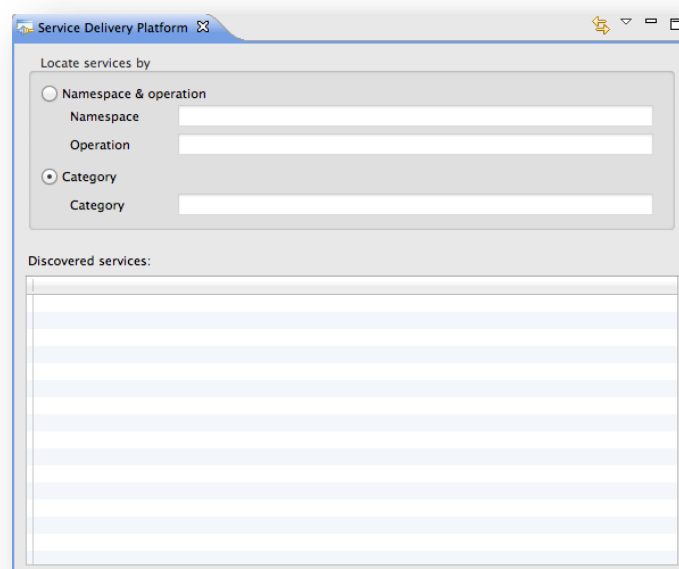 Service Delivery Platform
Locate services by
Namespace & operation
Namespace
Operation
Category
Category
Discovered services: